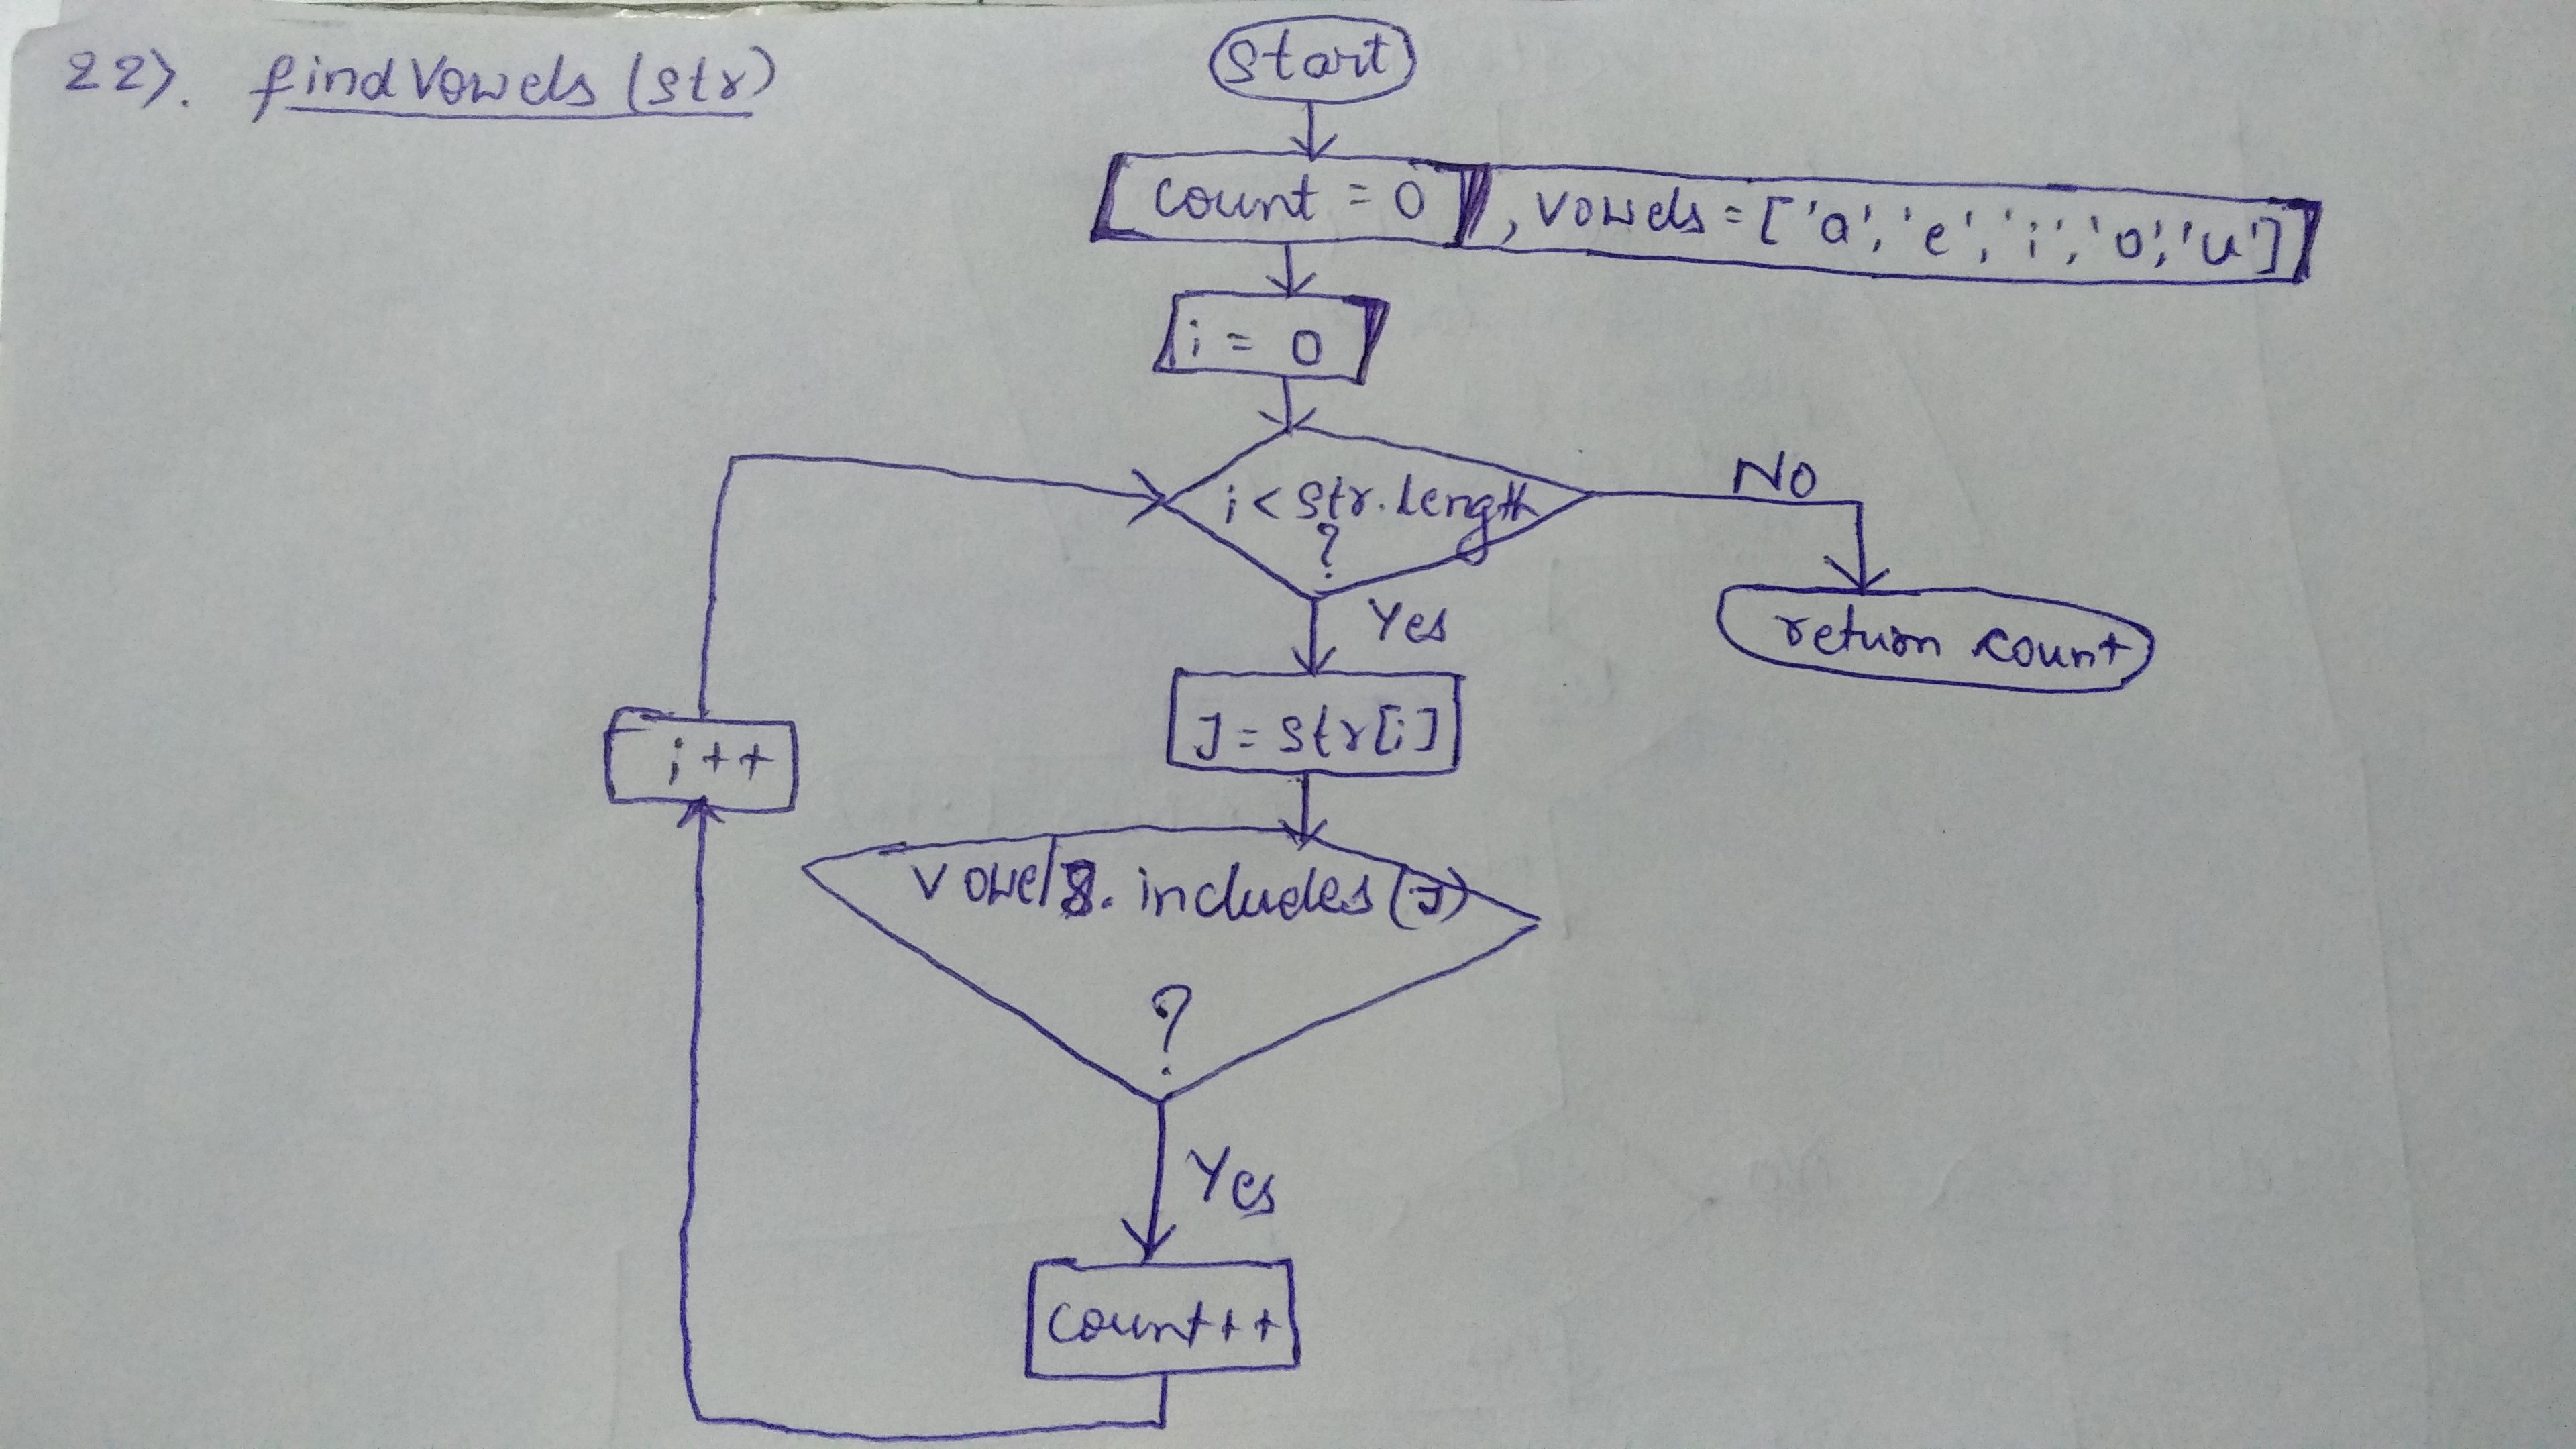 22). findVowels (str)
start
count = 0 , vowels = ['a', 'e', 'i', 'o', 'u']
i = 0
i < str.length
?
NO
Yes
return count
J = str[i]
i++
vowels. includes (J)
?
Yes
count++